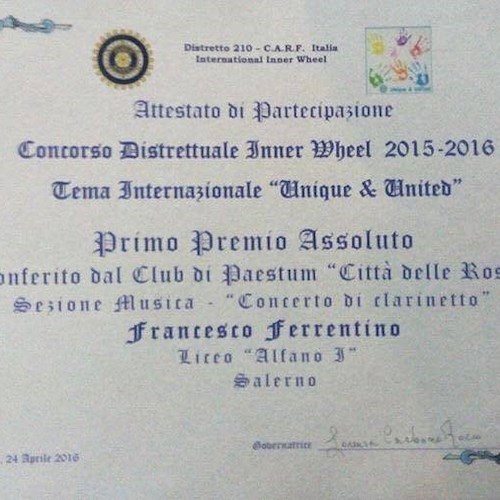 Distretto 210 – C.A.R.F. Italia
International Inner Wheel
Unique & United
Attestato di Partecipazione
Concorso Distrettuale Inner Wheel 2015-2016
Tema Internazionale “Unique & United”
Primo Premio Assoluto
onferito dal Club di Paestum “Città delle Ros
Sezione Musica - “Concerto di clarinetto”
Francesco Ferrentino
Liceo “Alfano I”
Salerno
Governatrice
, 24 Aprile 2016